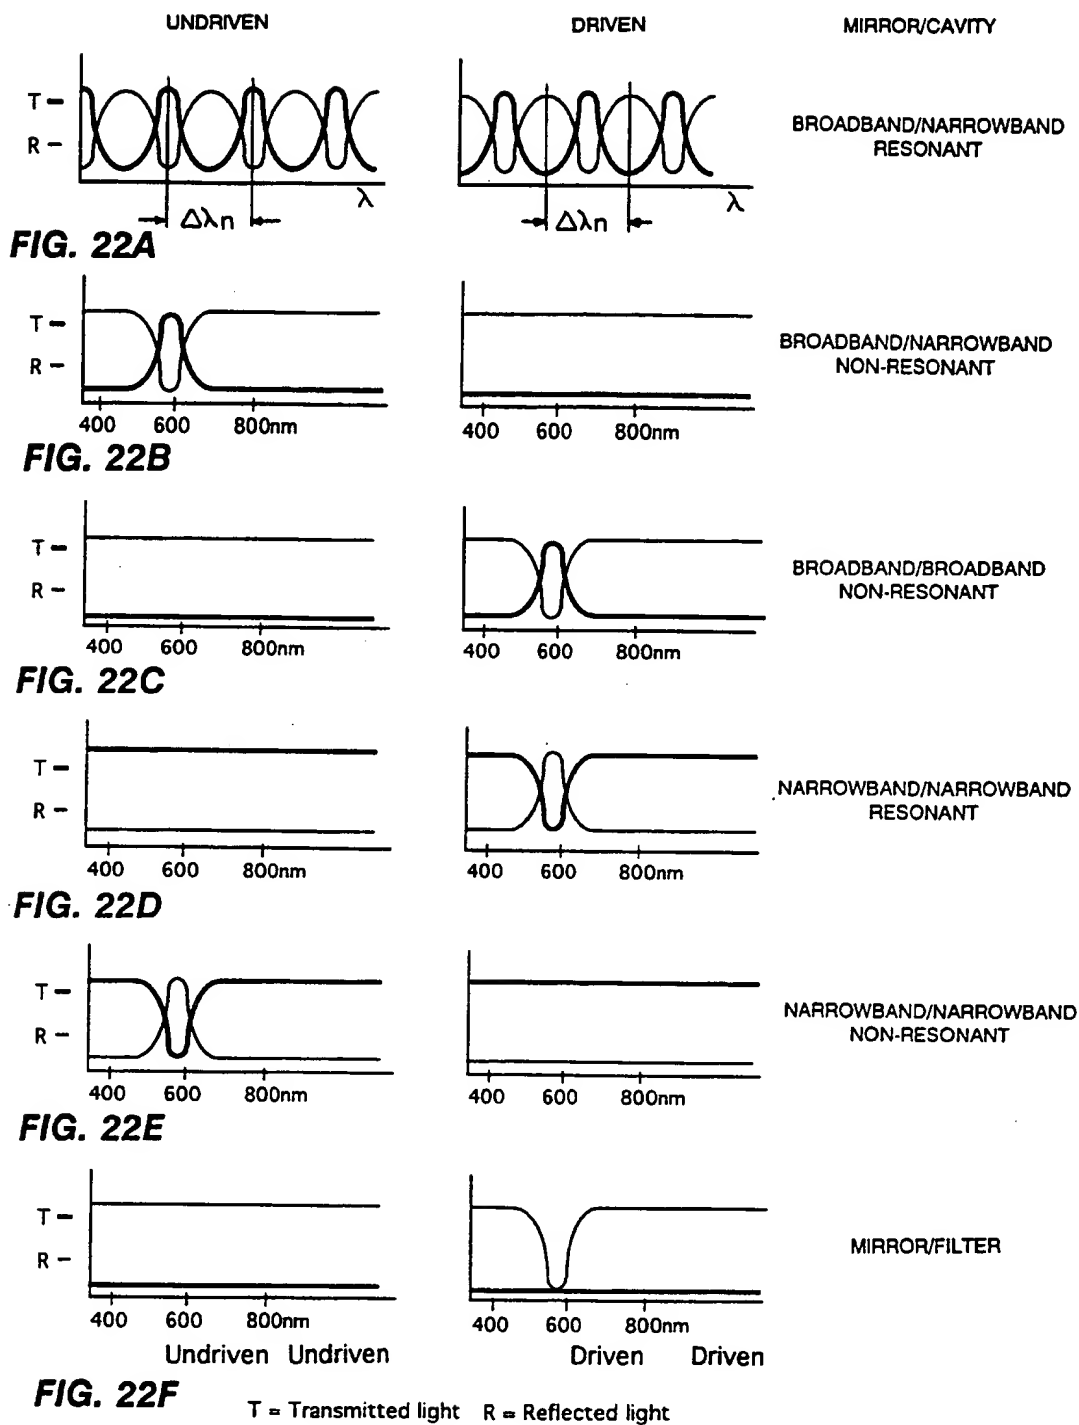 UNDRIVEN DRIVEN MIRROR/CAVITY
T –
R –
BROADBAND/NARROWBAND
RESONANT
λ λ
Δλn Δλn
FIG. 22A
T –
R –
BROADBAND/NARROWBAND
NON-RESONANT
400 600 800nm 400 600 800nm
FIG. 22B
T –
R –
BROADBAND/BROADBAND
NON-RESONANT
400 600 800nm 400 600 800nm
FIG. 22C
T –
R –
NARROWBAND/NARROWBAND
RESONANT
400 600 800nm 400 600 800nm
FIG. 22D
T –
R –
NARROWBAND/NARROWBAND
NON-RESONANT
400 600 800nm 400 600 800nm
FIG. 22E
T –
R –
MIRROR/FILTER
400 600 800nm 400 600 800nm
Undriven Undriven Driven Driven
FIG. 22F
T = Transmitted light R = Reflected light